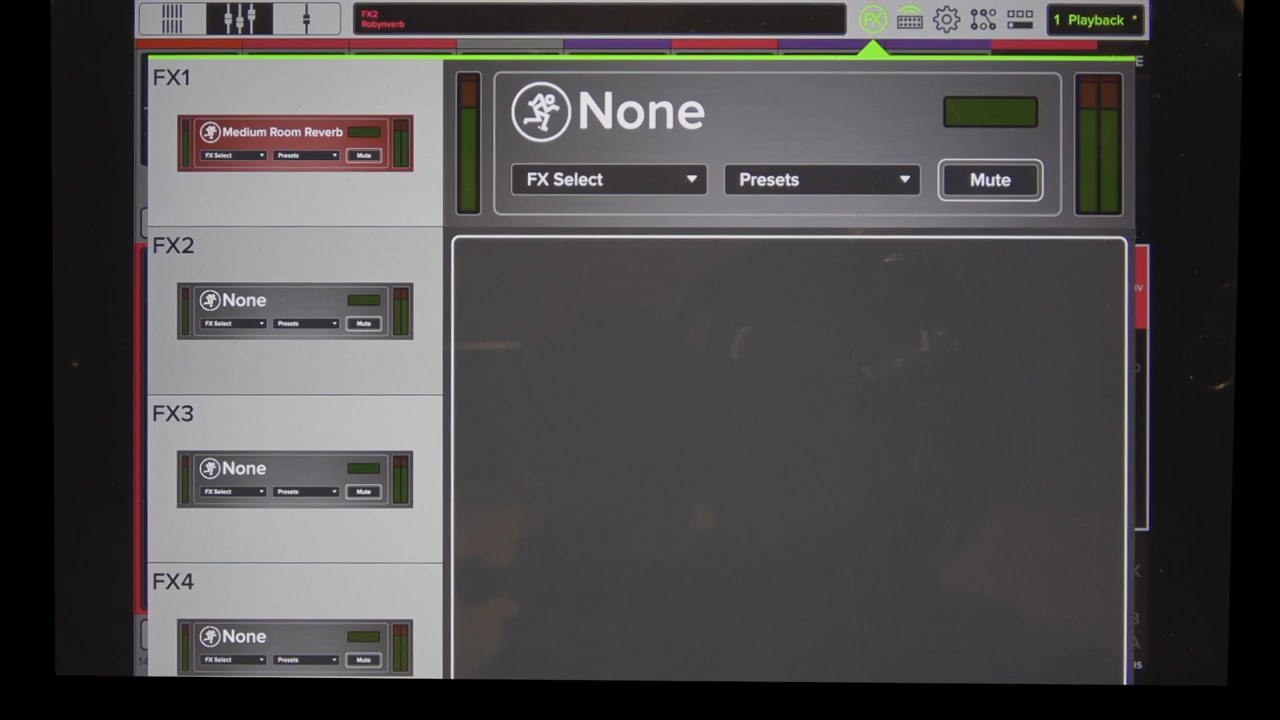 FX2
Robynverb
FX
1 Playback *
FX1
Medium Room Reverb
FX Select
Presets
Mute
None
FX Select
Presets
Mute
FX2
None
FX Select
Presets
Mute
FX3
None
FX Select
Presets
Mute
FX4
None
FX Select
Presets
Mute